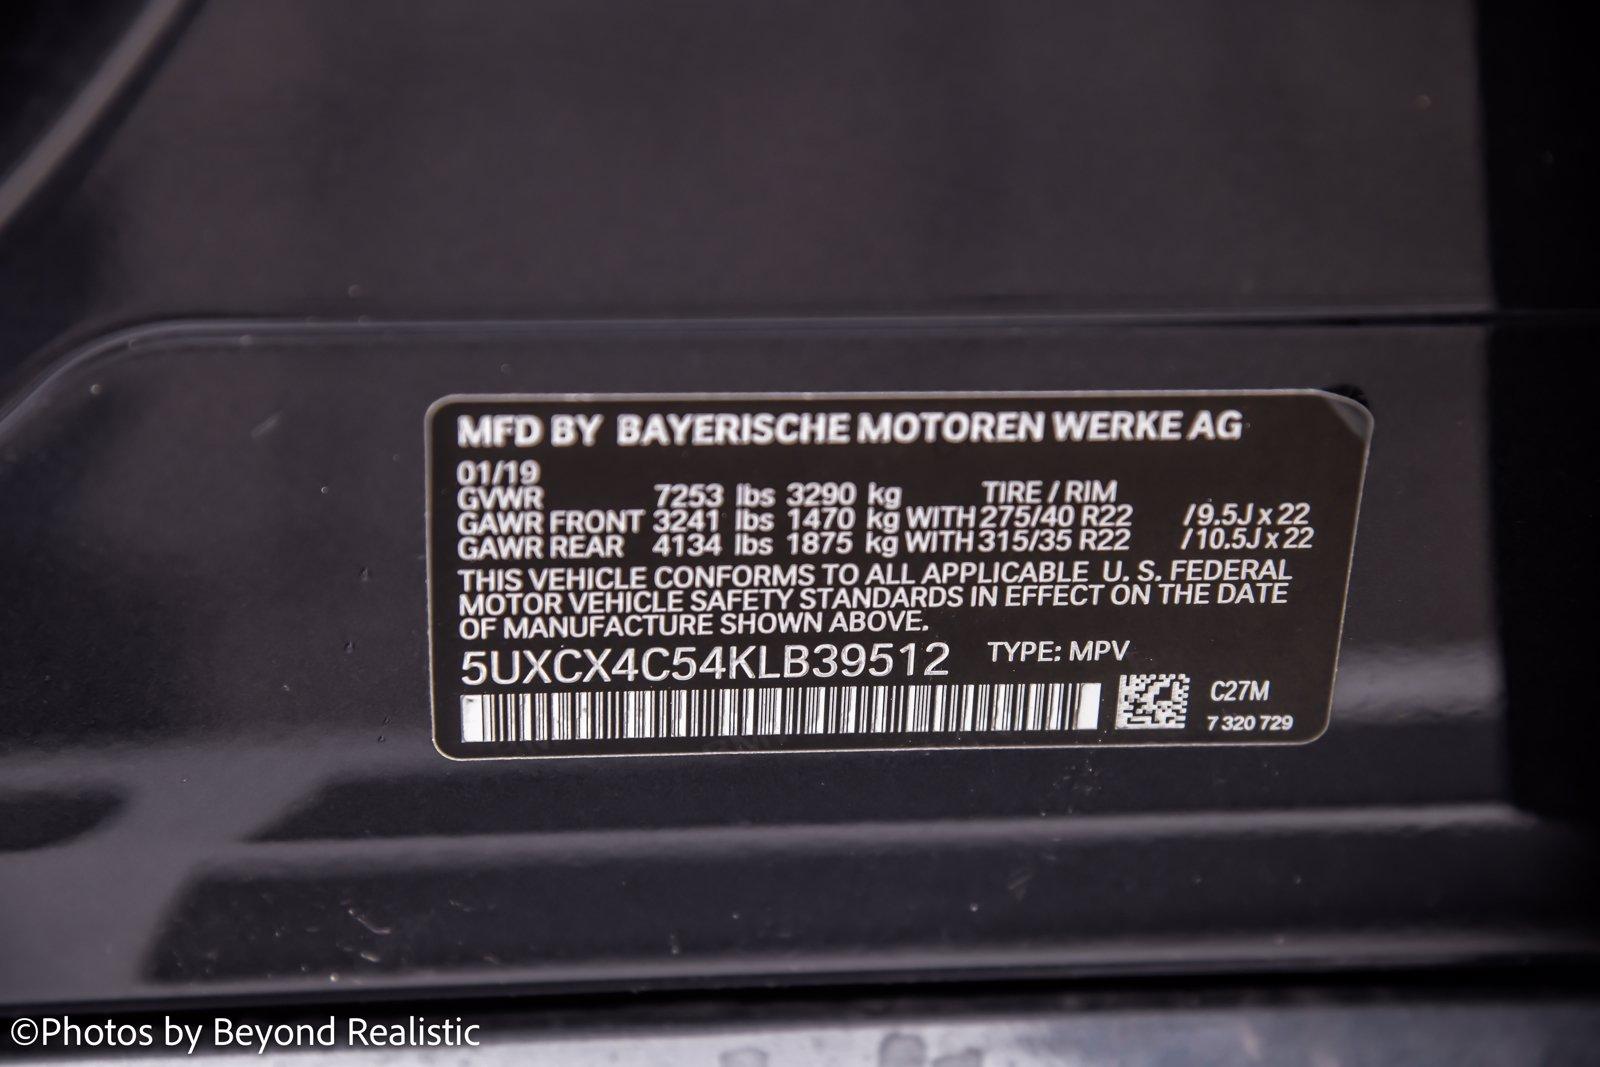 MFD BY BAYERISCHE MOTOREN WERKE AG
01/19
GVWR 7253 lbs 3290 kg TIRE / RIM
GAWR FRONT 3241 lbs 1470 kg WITH 275/40 R22 /9.5J x 22
GAWR REAR 4134 lbs 1875 kg WITH 315/35 R22 /10.5J x 22
THIS VEHICLE CONFORMS TO ALL APPLICABLE U. S. FEDERAL
MOTOR VEHICLE SAFETY STANDARDS IN EFFECT ON THE DATE
OF MANUFACTURE SHOWN ABOVE.
5UXCX4C54KLB39512 TYPE: MPV
C27M
7 320 729
©Photos by Beyond Realistic